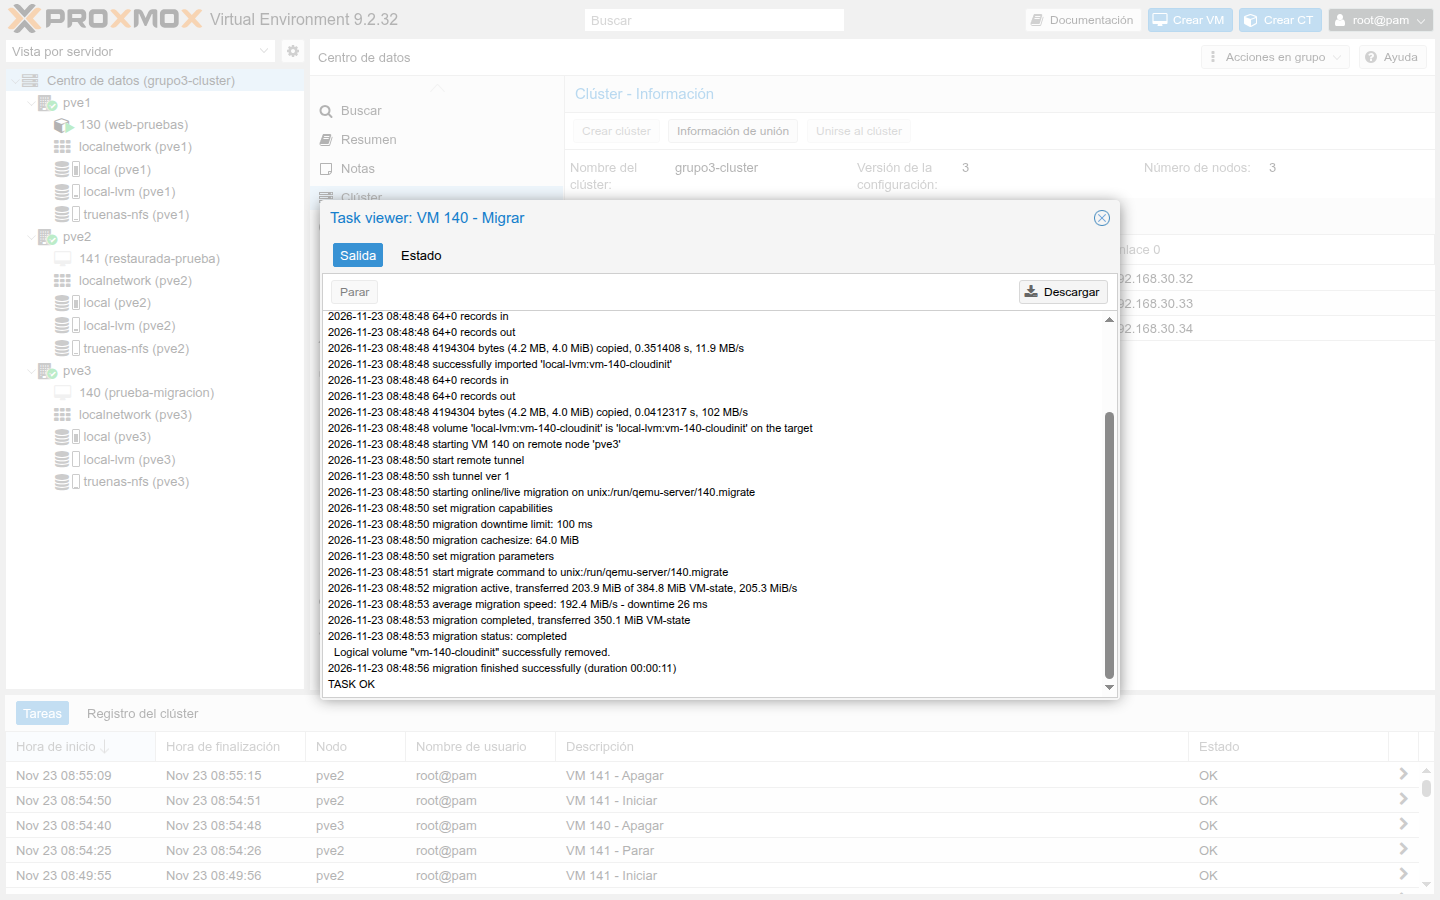 PROXMOX Virtual Environment 9.2.32
Buscar
Documentación
Crear VM
Crear CT
root@pam
Vista por servidor
Centro de datos (grupo3-cluster)
pve1
130 (web-pruebas)
localnetwork (pve1)
local (pve1)
local-lvm (pve1)
truenas-nfs (pve1)
pve2
141 (restaurada-prueba)
localnetwork (pve2)
local (pve2)
local-lvm (pve2)
truenas-nfs (pve2)
pve3
140 (prueba-migracion)
localnetwork (pve3)
local (pve3)
local-lvm (pve3)
truenas-nfs (pve3)
Centro de datos
Acciones en grupo
Ayuda
Buscar
Resumen
Notas
Clúster
Clúster - Información
Crear clúster
Información de unión
Unirse al clúster
Nombre del clúster:
grupo3-cluster
Versión de la configuración:
3
Número de nodos:
3
nlace 0
92.168.30.32
92.168.30.33
92.168.30.34
Task viewer: VM 140 - Migrar
Salida
Estado
Parar
Descargar
2026-11-23 08:48:48 64+0 records in
2026-11-23 08:48:48 64+0 records out
2026-11-23 08:48:48 4194304 bytes (4.2 MB, 4.0 MiB) copied, 0.351408 s, 11.9 MB/s
2026-11-23 08:48:48 successfully imported 'local-lvm:vm-140-cloudinit'
2026-11-23 08:48:48 64+0 records in
2026-11-23 08:48:48 64+0 records out
2026-11-23 08:48:48 4194304 bytes (4.2 MB, 4.0 MiB) copied, 0.0412317 s, 102 MB/s
2026-11-23 08:48:48 volume 'local-lvm:vm-140-cloudinit' is 'local-lvm:vm-140-cloudinit' on the target
2026-11-23 08:48:48 starting VM 140 on remote node 'pve3'
2026-11-23 08:48:50 start remote tunnel
2026-11-23 08:48:50 ssh tunnel ver 1
2026-11-23 08:48:50 starting online/live migration on unix:/run/qemu-server/140.migrate
2026-11-23 08:48:50 set migration capabilities
2026-11-23 08:48:50 migration downtime limit: 100 ms
2026-11-23 08:48:50 migration cachesize: 64.0 MiB
2026-11-23 08:48:50 set migration parameters
2026-11-23 08:48:51 start migrate command to unix:/run/qemu-server/140.migrate
2026-11-23 08:48:52 migration active, transferred 203.9 MiB of 384.8 MiB VM-state, 205.3 MiB/s
2026-11-23 08:48:53 average migration speed: 192.4 MiB/s - downtime 26 ms
2026-11-23 08:48:53 migration completed, transferred 350.1 MiB VM-state
2026-11-23 08:48:53 migration status: completed
Logical volume "vm-140-cloudinit" successfully removed.
2026-11-23 08:48:56 migration finished successfully (duration 00:00:11)
TASK OK
Tareas
Registro del clúster
Hora de inicio
Hora de finalización
Nodo
Nombre de usuario
Descripción
Estado
Nov 23 08:55:09 Nov 23 08:55:15 pve2 root@pam VM 141 - Apagar OK
Nov 23 08:54:50 Nov 23 08:54:51 pve2 root@pam VM 141 - Iniciar OK
Nov 23 08:54:40 Nov 23 08:54:48 pve3 root@pam VM 140 - Apagar OK
Nov 23 08:54:25 Nov 23 08:54:26 pve2 root@pam VM 141 - Parar OK
Nov 23 08:49:55 Nov 23 08:49:56 pve2 root@pam VM 141 - Iniciar OK